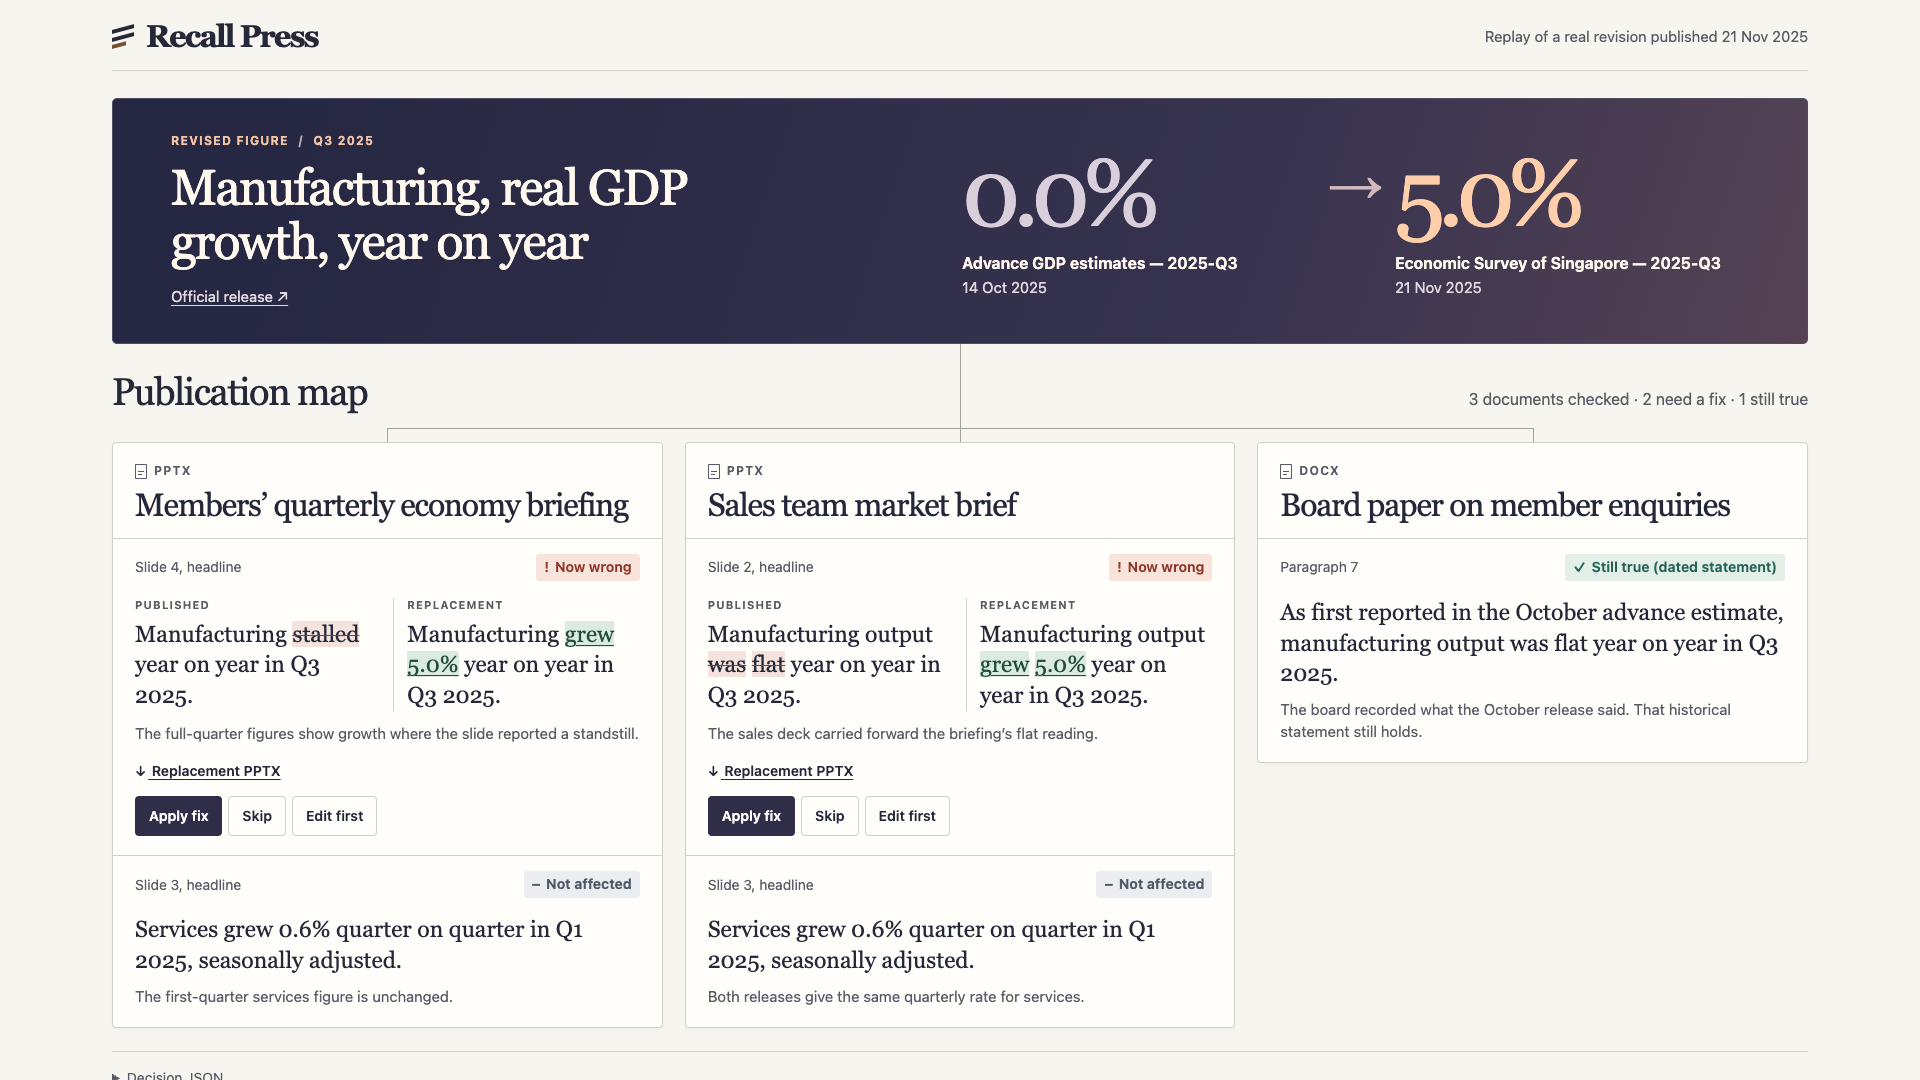 Recall Press
Replay of a real revision published 21 Nov 2025
REVISED FIGURE / Q3 2025
Manufacturing, real GDP
growth, year on year
Official release ↗
0.0%
Advance GDP estimates — 2025-Q3
14 Oct 2025
→
5.0%
Economic Survey of Singapore — 2025-Q3
21 Nov 2025
Publication map
3 documents checked · 2 need a fix · 1 still true
PPTX
Members’ quarterly economy briefing
Slide 4, headline
! Now wrong
PUBLISHED
Manufacturing stalled
year on year in Q3
2025.
REPLACEMENT
Manufacturing grew
5.0% year on year in
Q3 2025.
The full-quarter figures show growth where the slide reported a standstill.
↓ Replacement PPTX
Apply fix
Skip
Edit first
Slide 3, headline
– Not affected
Services grew 0.6% quarter on quarter in Q1
2025, seasonally adjusted.
The first-quarter services figure is unchanged.
PPTX
Sales team market brief
Slide 2, headline
! Now wrong
PUBLISHED
Manufacturing output
was flat year on year in
Q3 2025.
REPLACEMENT
Manufacturing output
grew 5.0% year on
year in Q3 2025.
The sales deck carried forward the briefing’s flat reading.
↓ Replacement PPTX
Apply fix
Skip
Edit first
Slide 3, headline
– Not affected
Services grew 0.6% quarter on quarter in Q1
2025, seasonally adjusted.
Both releases give the same quarterly rate for services.
DOCX
Board paper on member enquiries
Paragraph 7
✓ Still true (dated statement)
As first reported in the October advance estimate,
manufacturing output was flat year on year in Q3
2025.
The board recorded what the October release said. That historical
statement still holds.
▶ Decision JSON